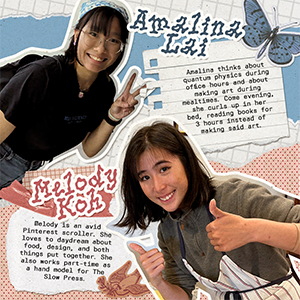 Amalina
Lai
Amalina thinks about
quantum physics during
office hours and about
making art during
mealtimes. Come evening,
she curls up in her
bed, reading books for
3 hours instead of
making said art.
Melody
Koh
Belody is an avid
Pinterest scroller. She
loves to daydream about
food, design, and both
things put together. She
also works part-time as
a hand model for The
Slow Press.